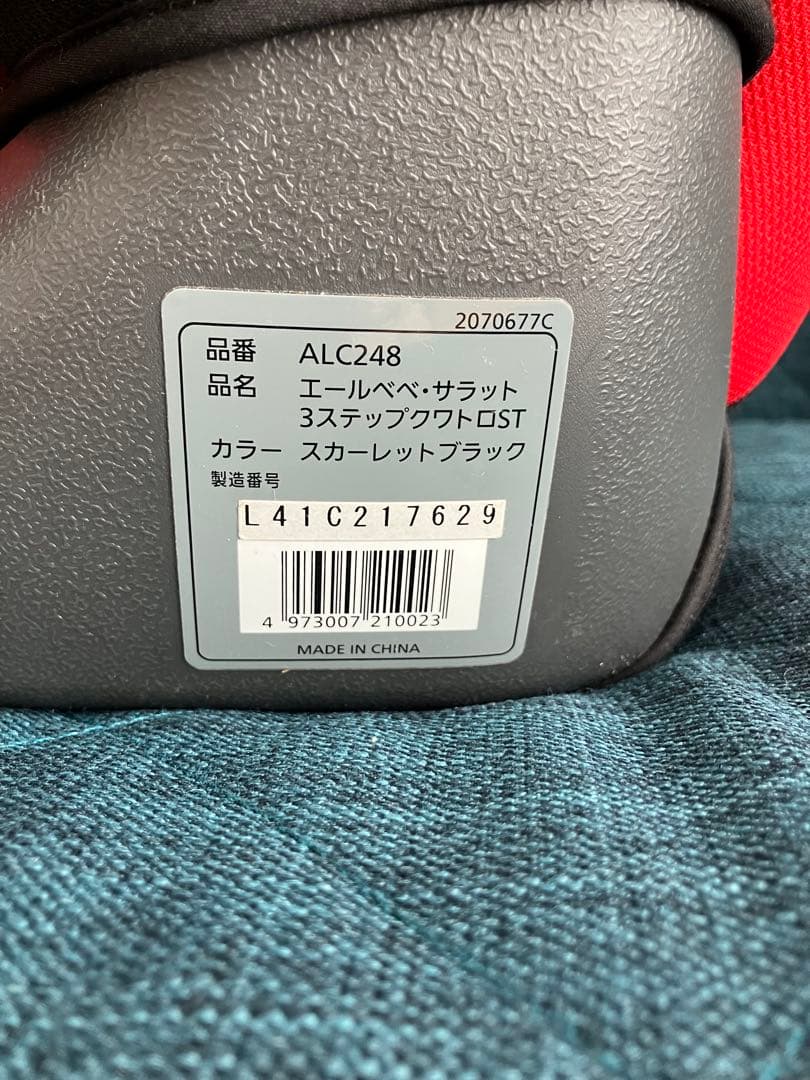 2070677C
品番 ALC248
品名 エールベベ・サラット
3ステップクワトロST
カラー スカーレットブラック
製造番号
L41C217629
4 973007 210023
MADE IN CHINA